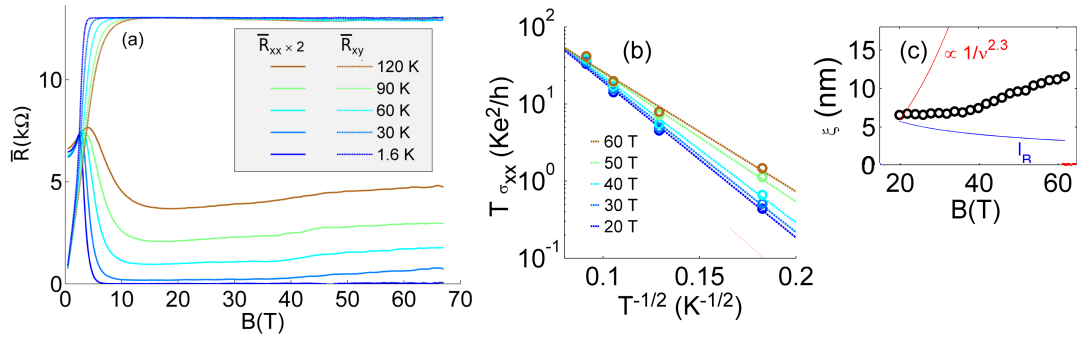 (a)
R̅xx × 2
R̅xy
120 K
90 K
60 K
30 K
1.6 K
R̅(kΩ)
10
5
0
0
10
20
30
40
50
60
70
B(T)
(b)
T σxx (Ke²/h)
10²
10¹
10⁰
10⁻¹
60 T
50 T
40 T
30 T
20 T
0.1
0.15
0.2
T⁻¹/² (K⁻¹/²)
(c)
∝ 1/ν²·³
ξ (nm)
15
10
5
0
lB
20
40
60
B(T)